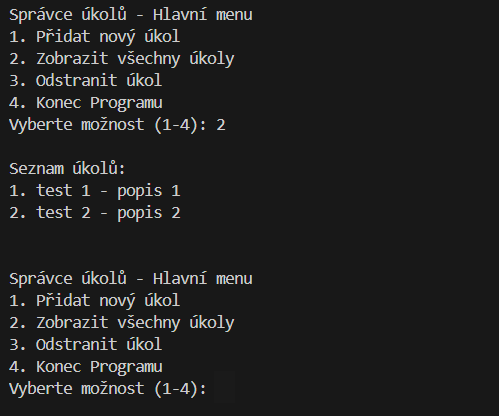 Správce úkolů - Hlavní menu
1. Přidat nový úkol
2. Zobrazit všechny úkoly
3. Odstranit úkol
4. Konec Programu
Vyberte možnost (1-4): 2
Seznam úkolů:
1. test 1 - popis 1
2. test 2 - popis 2
Správce úkolů - Hlavní menu
1. Přidat nový úkol
2. Zobrazit všechny úkoly
3. Odstranit úkol
4. Konec Programu
Vyberte možnost (1-4):